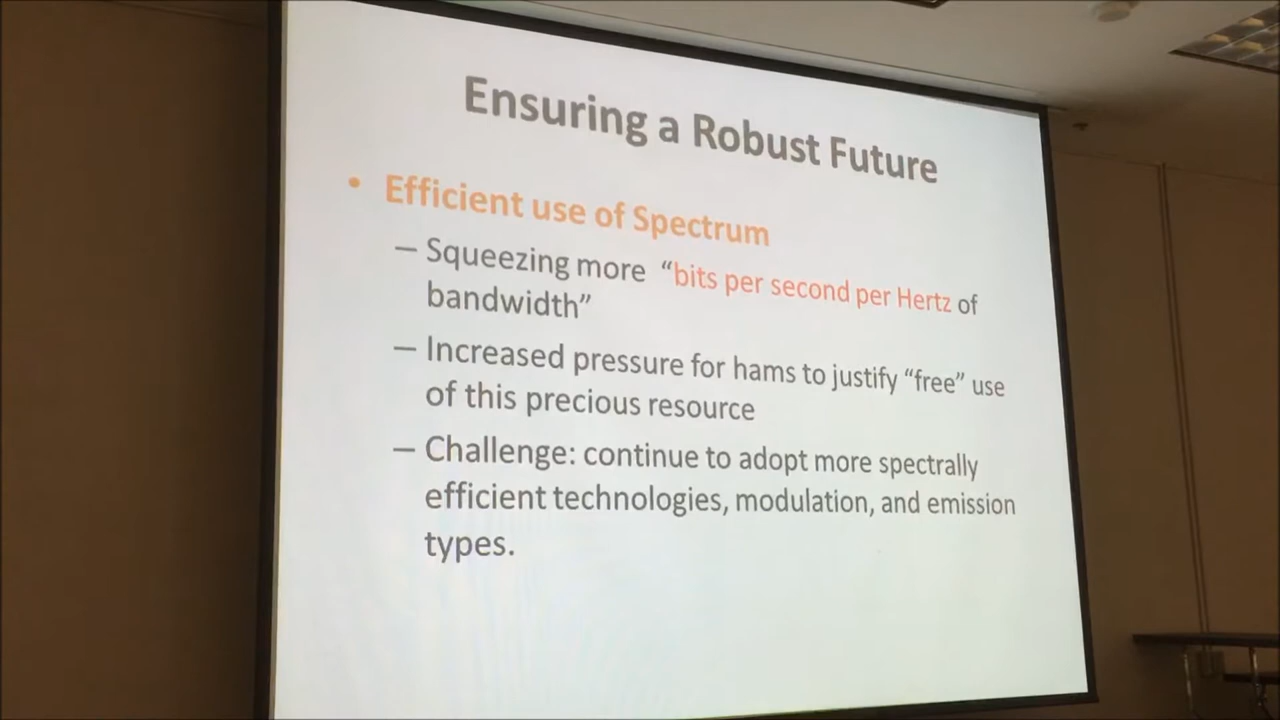 Ensuring a Robust Future
• Efficient use of Spectrum
– Squeezing more “bits per second per Hertz of
bandwidth”
– Increased pressure for hams to justify “free” use
of this precious resource
– Challenge: continue to adopt more spectrally
efficient technologies, modulation, and emission
types.